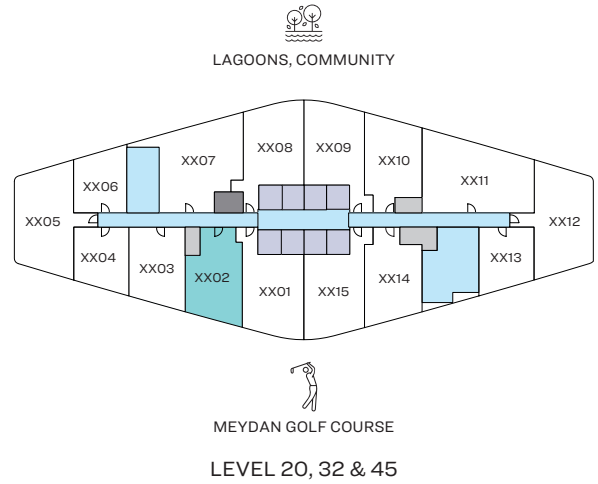 LAGOONS, COMMUNITY
XX08 XX09
XX07 XX10
XX06 XX11
XX05 XX12
XX04 XX03 XX02 XX01 XX15 XX14 XX13
MEYDAN GOLF COURSE
LEVEL 20, 32 & 45